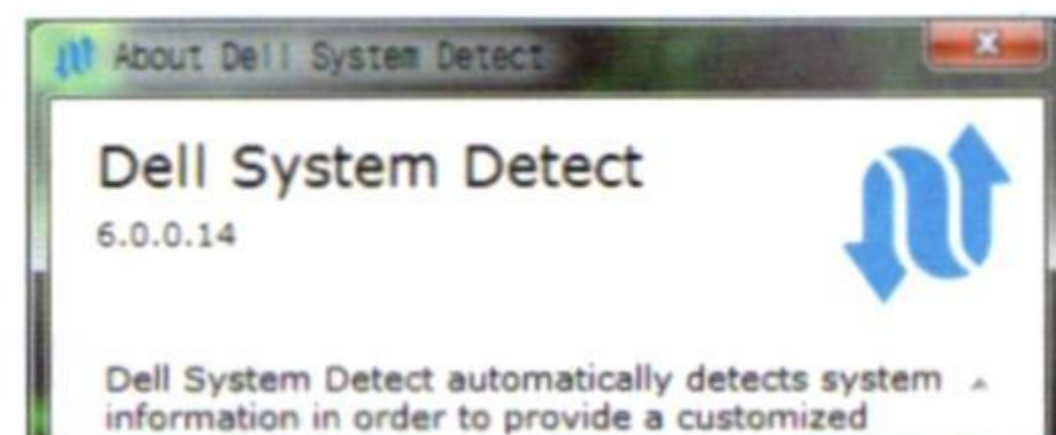 About Dell System Detect
Dell System Detect
6.0.0.14
Dell System Detect automatically detects system
information in order to provide a customized